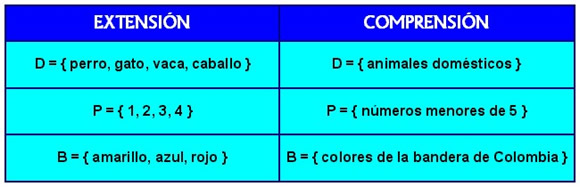 EXTENSIÓN COMPRENSIÓN
D = { perro, gato, vaca, caballo } D = { animales domésticos }
P = { 1, 2, 3, 4 } P = { números menores de 5 }
B = { amarillo, azul, rojo } B = { colores de la bandera de Colombia }